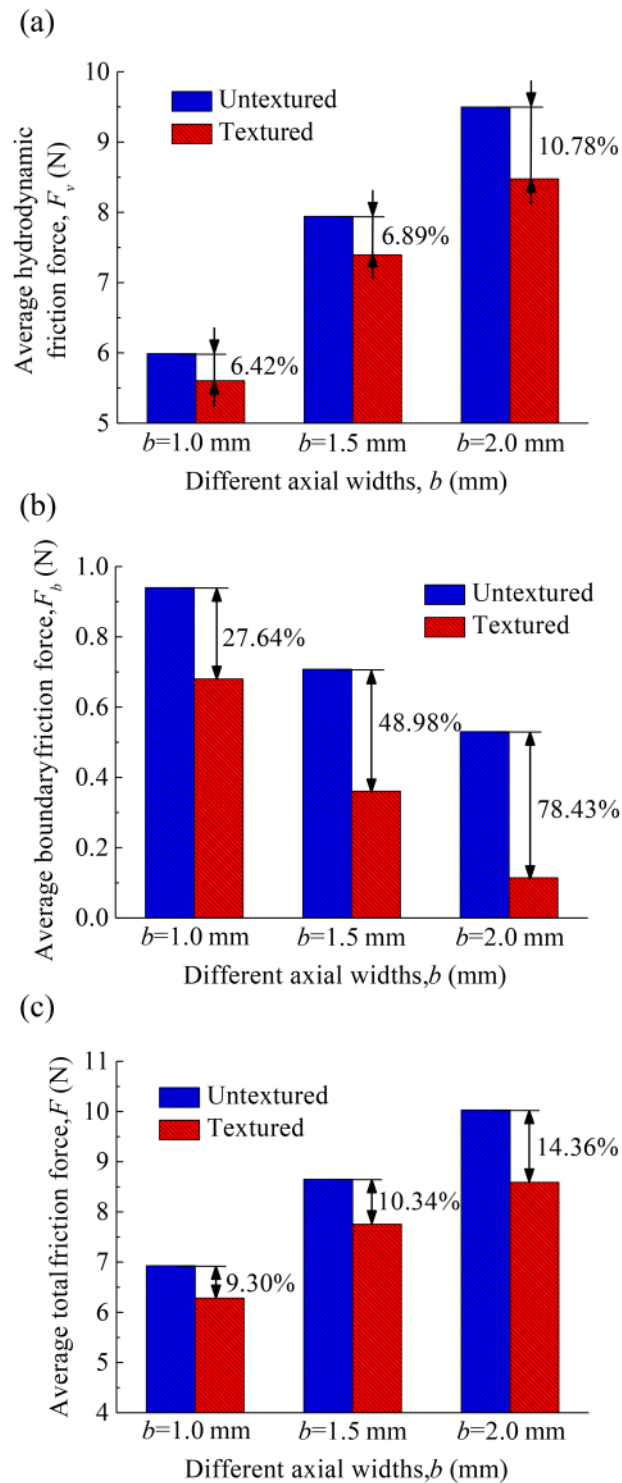 (a)
Average hydrodynamic
friction force, Fv (N)
10
9
8
7
6
5
Untextured
Textured
6.42%
6.89%
10.78%
b=1.0 mm
b=1.5 mm
b=2.0 mm
Different axial widths, b (mm)
(b)
Average boundary friction force,Fb (N)
1.0
0.8
0.6
0.4
0.2
0.0
Untextured
Textured
27.64%
48.98%
78.43%
b=1.0 mm
b=1.5 mm
b=2.0 mm
Different axial widths,b (mm)
(c)
Average total friction force,F (N)
11
10
9
8
7
6
5
4
Untextured
Textured
9.30%
10.34%
14.36%
b=1.0 mm
b=1.5 mm
b=2.0 mm
Different axial widths,b (mm)